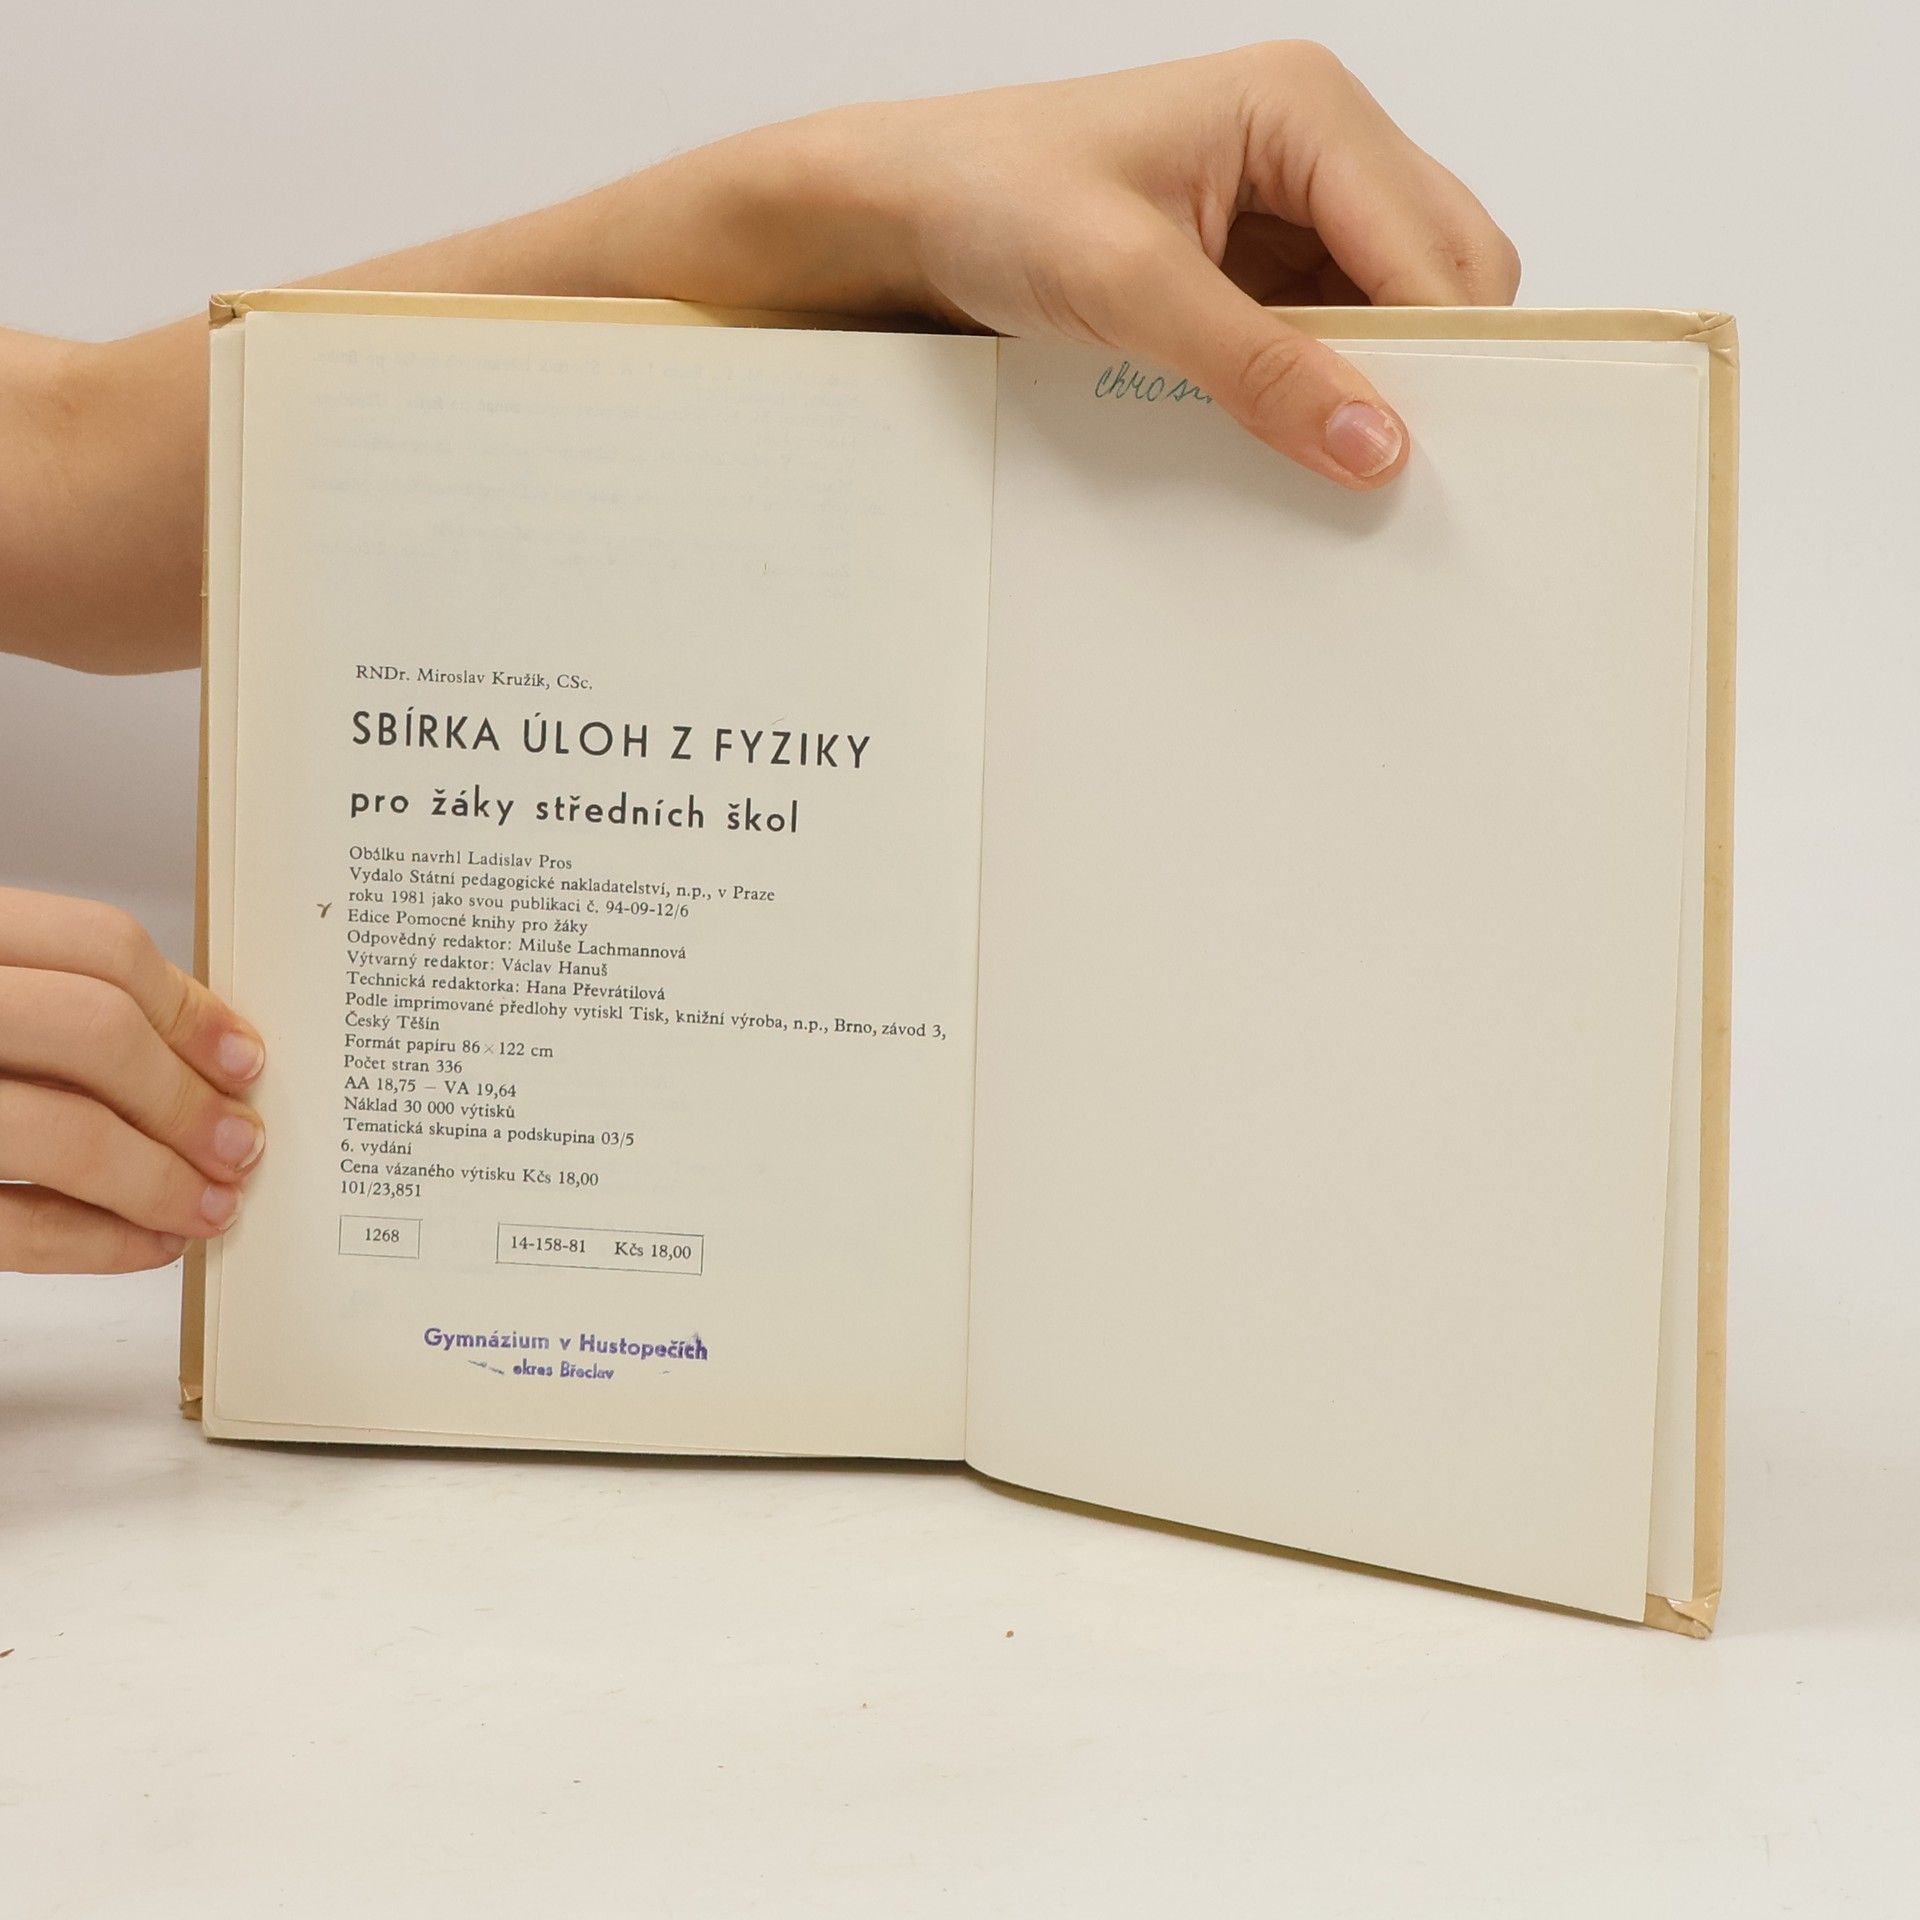 RNDr. Miroslav Kružík, CSc.
SBÍRKA ÚLOH Z FYZIKY
pro žáky středních škol
Obálku navrhl Ladislav Pros
Vydalo Státní pedagogické nakladatelství, n.p., v Praze
roku 1981 jako svou publikaci č. 94-09-12/6
Edice Pomocné knihy pro žáky
Odpovědný redaktor: Miluše Lachmannová
Výtvarný redaktor: Václav Hanuš
Technická redaktorka: Hana Převrátilová
Podle imprimované předlohy vytiskl Tisk, knižní výroba, n.p., Brno, závod 3,
Český Těšín
Formát papíru 86 × 122 cm
Počet stran 336
AA 18,75 — VA 19,64
Náklad 30 000 výtisků
Tematická skupina a podskupina 03/5
6. vydání
Cena vázaného výtisku Kčs 18,00
101/23,851
1268
14-158-81 Kčs 18,00
Gymnázium v Hustopečích
okres Břeclav